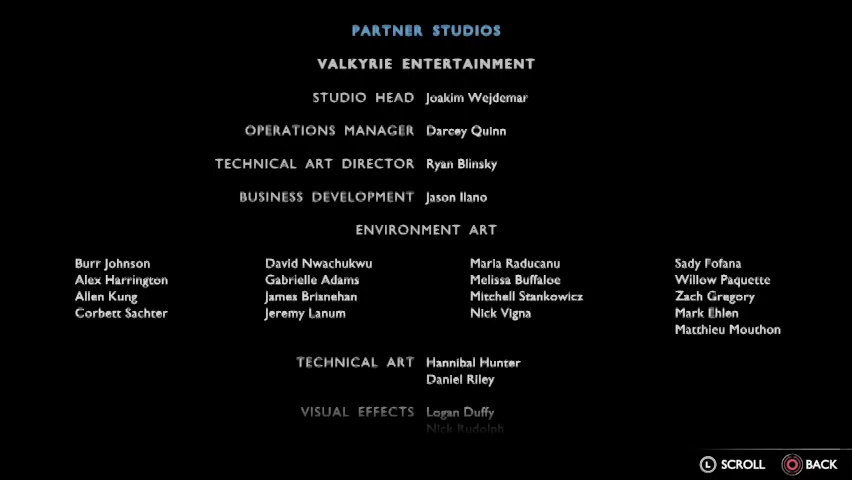 PARTNER STUDIOS
VALKYRIE ENTERTAINMENT
STUDIO HEAD Joakim Wejdemar
OPERATIONS MANAGER Darcey Quinn
TECHNICAL ART DIRECTOR Ryan Blinsky
BUSINESS DEVELOPMENT Jason Ilano
ENVIRONMENT ART
Burr Johnson David Nwachukwu Maria Raducanu Sady Fofana
Alex Harrington Gabrielle Adams Melissa Buffaloe Willow Paquette
Allen Kung James Brisnehan Mitchell Stankowicz Zach Gregory
Corbett Sachter Jeremy Lanum Nick Vigna Mark Ehlen
Matthieu Mouthon
TECHNICAL ART Hannibal Hunter
Daniel Riley
VISUAL EFFECTS Logan Duffy
Nick Rudolph
L SCROLL BACK